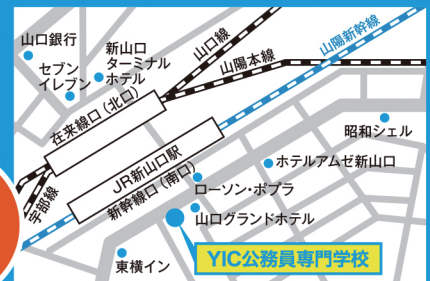 山口銀行
セブン
イレブン
新山口
ターミナル
ホテル
山口線
山陽本線
山陽新幹線
在来線口(北口)
宇部線
JR新山口駅
新幹線口(南口)
昭和シェル
ホテルアムゼ新山口
ローソン・ポプラ
山口グランドホテル
YIC公務員専門学校
東横イン